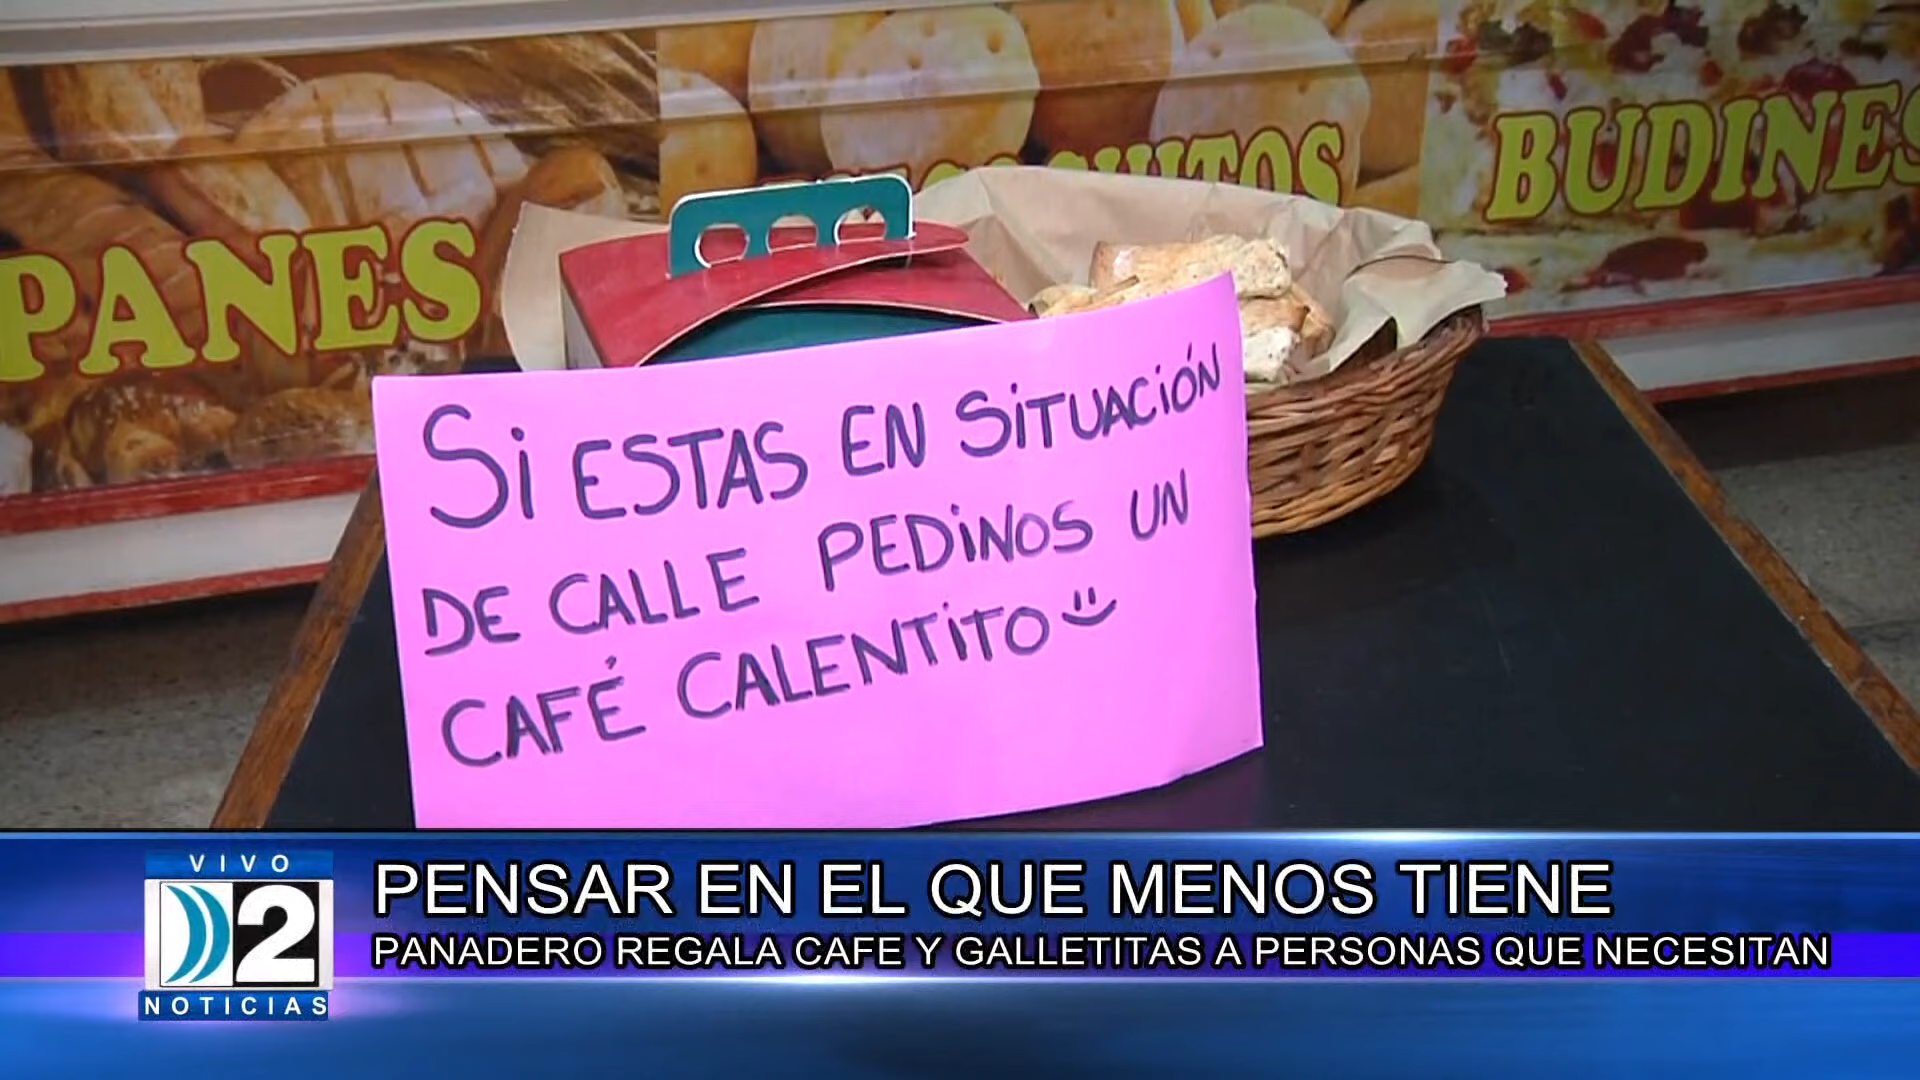 PANES
BIZCOCHITOS
BUDINES
Si ESTAS EN SiTUACiÓN
DE CALLE PEDiNOS UN
CAFÉ CALENTiTO
VIVO
2
NOTICIAS
PENSAR EN EL QUE MENOS TIENE
PANADERO REGALA CAFE Y GALLETITAS A PERSONAS QUE NECESITAN